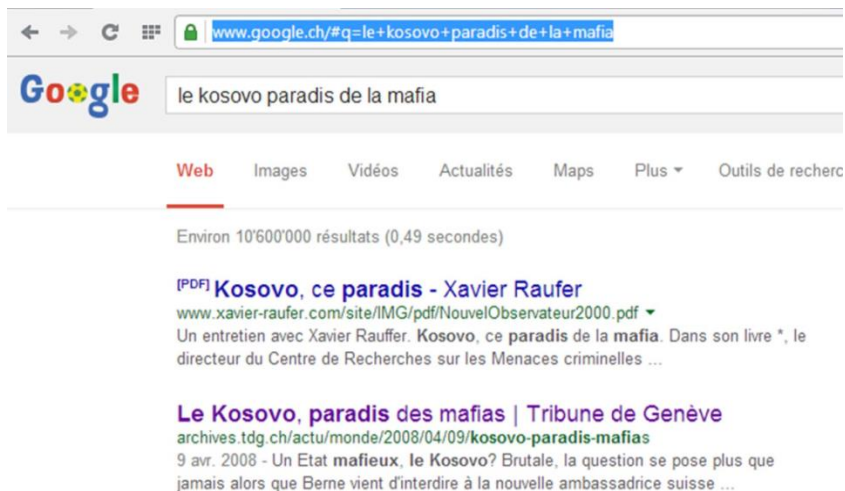 www.google.ch/#q=le+kosovo+paradis+de+la+mafia
Google
le kosovo paradis de la mafia
Web Images Vidéos Actualités Maps Plus Outils de recherc
Environ 10'600'000 résultats (0,49 secondes)
[PDF] Kosovo, ce paradis - Xavier Raufer
www.xavier-raufer.com/site/IMG/pdf/NouvelObservateur2000.pdf
Un entretien avec Xavier Rauffer. Kosovo, ce paradis de la mafia. Dans son livre *, le
directeur du Centre de Recherches sur les Menaces criminelles ...
Le Kosovo, paradis des mafias | Tribune de Genève
archives.tdg.ch/actu/monde/2008/04/09/kosovo-paradis-mafias
9 avr. 2008 - Un Etat mafieux, le Kosovo? Brutale, la question se pose plus que
jamais alors que Berne vient d'interdire à la nouvelle ambassadrice suisse ...